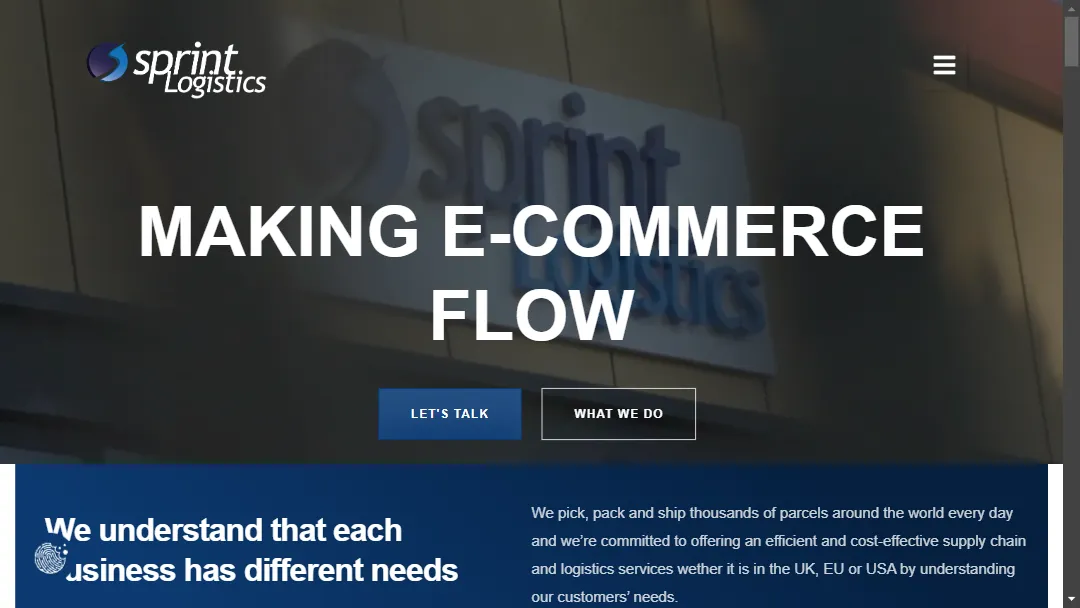 sprint
Logistics
sprint
Logistics
MAKING E-COMMERCE
FLOW
LET'S TALK
WHAT WE DO
We understand that each
business has different needs
We pick, pack and ship thousands of parcels around the world every day
and we’re committed to offering an efficient and cost-effective supply chain
and logistics services wether it is in the UK, EU or USA by understanding
our customers’ needs.